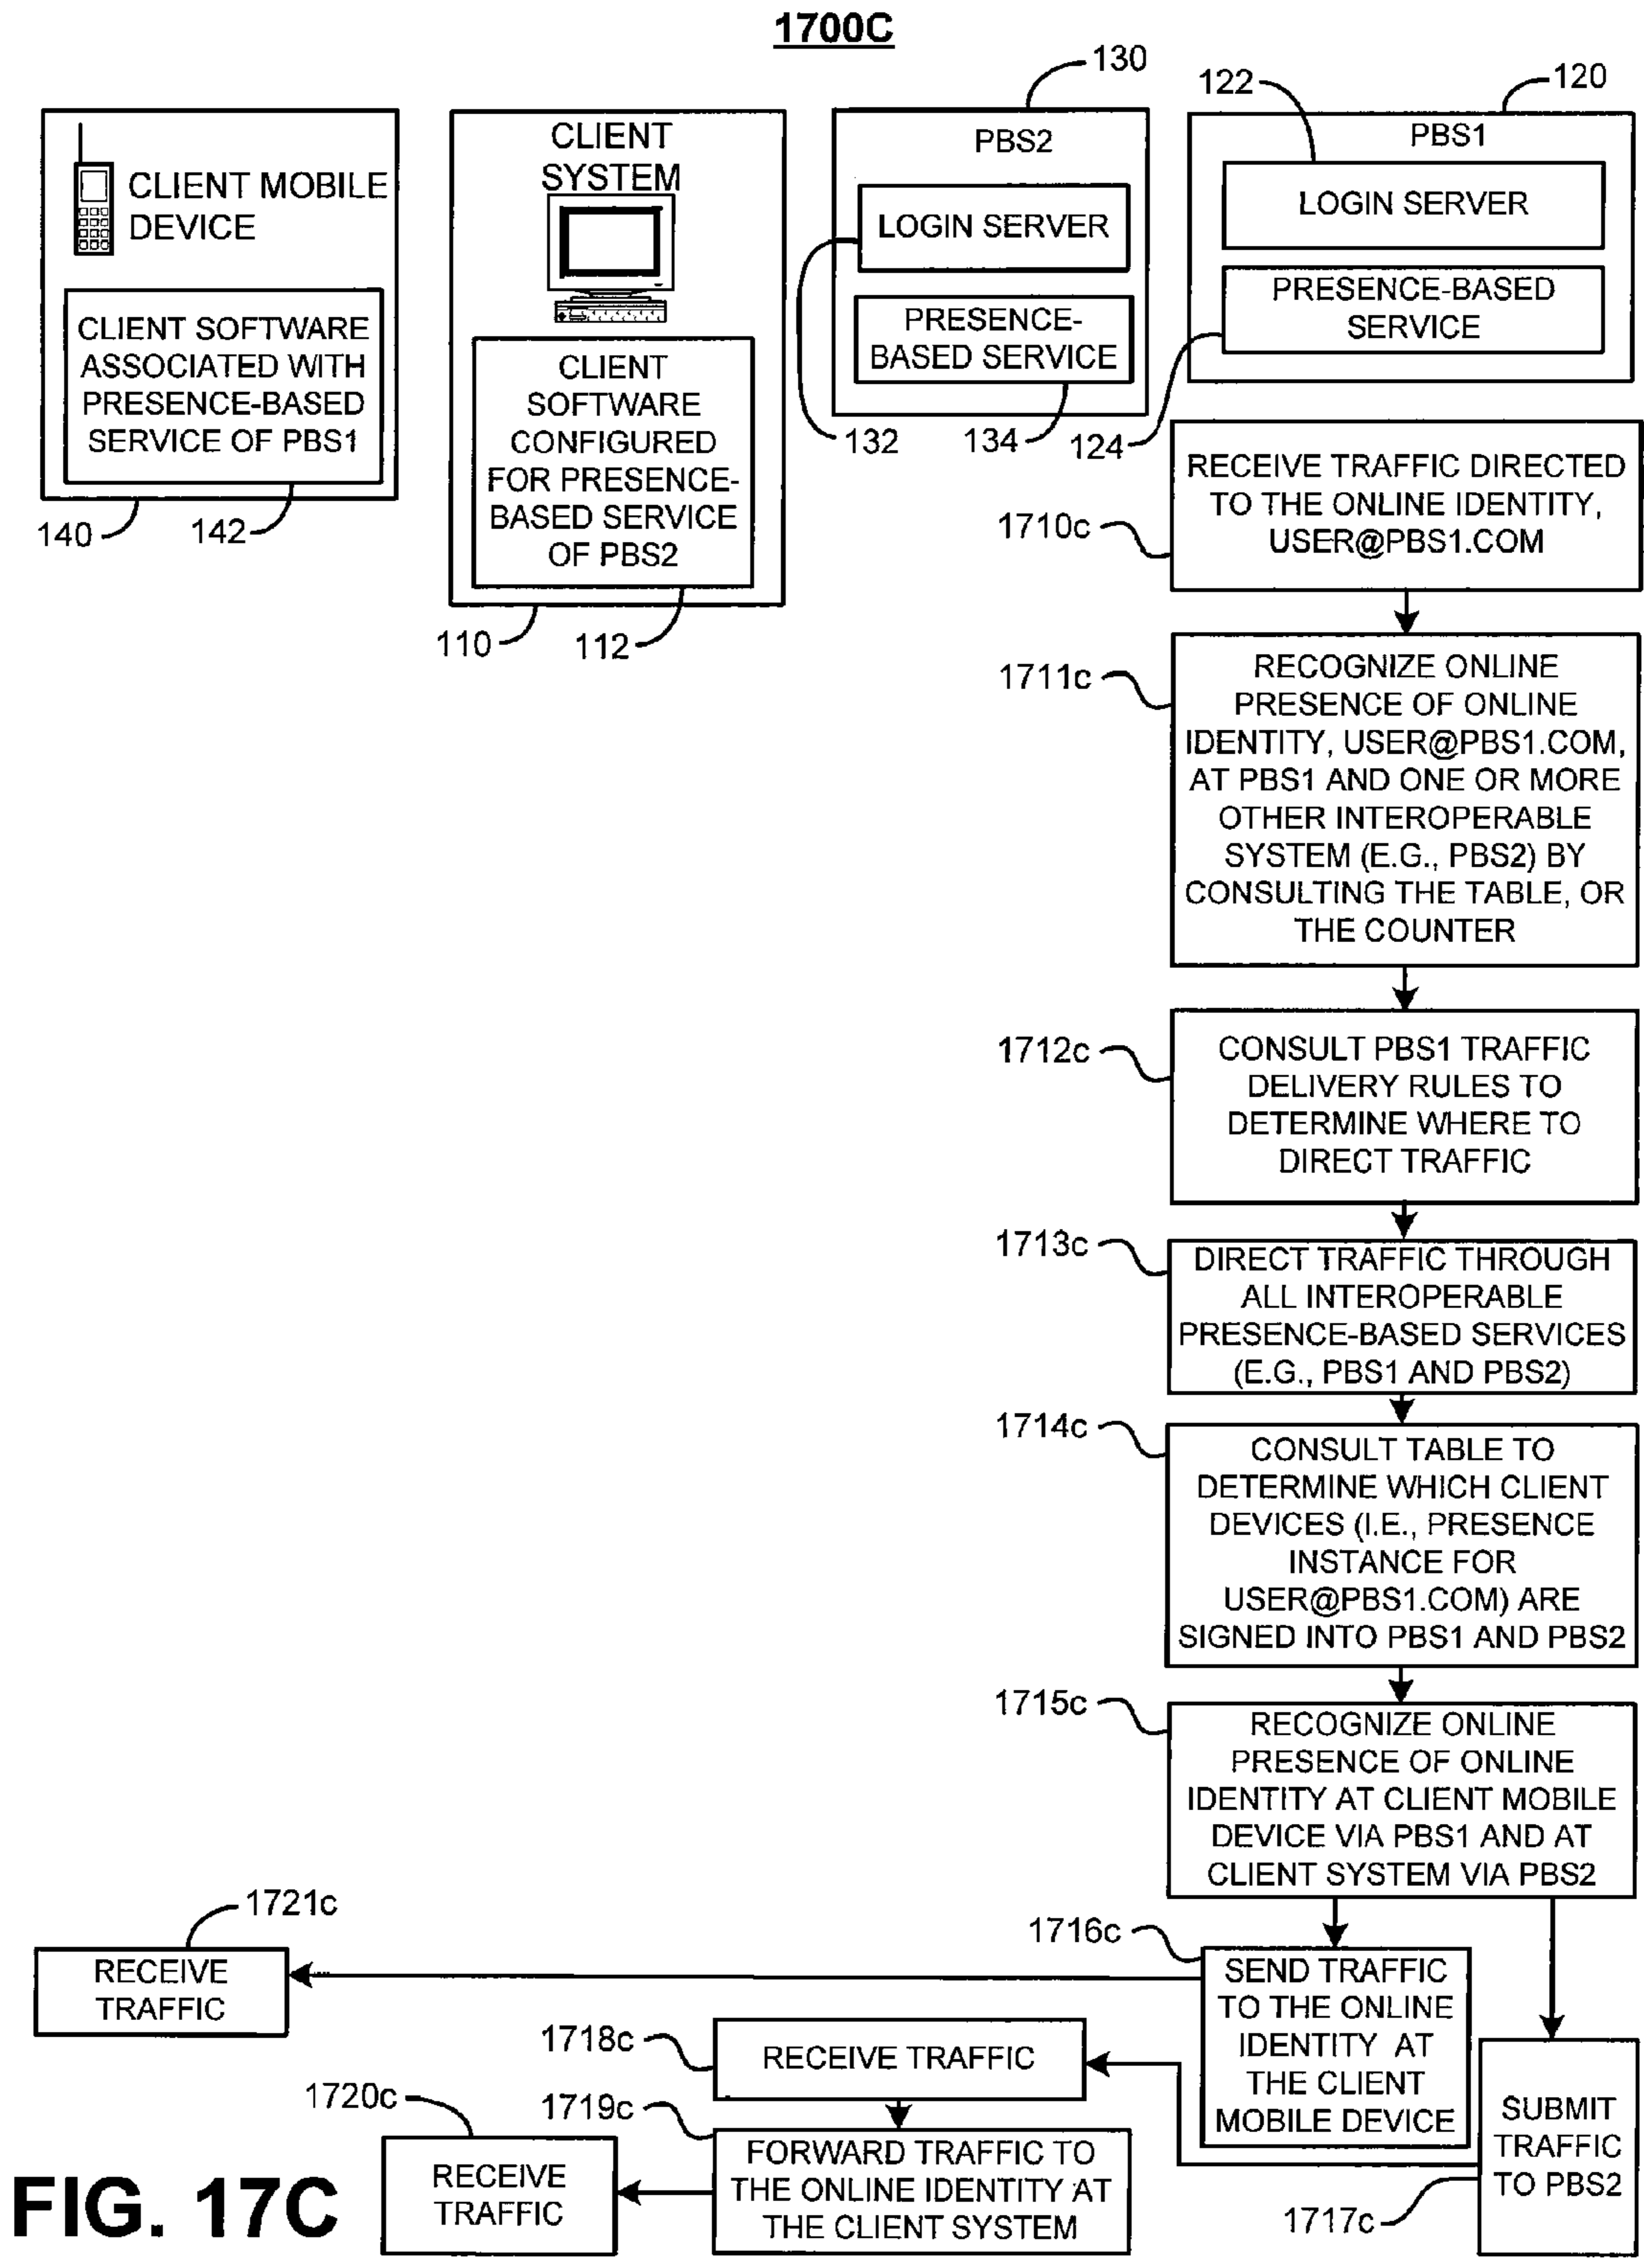 1700C
130
122
120
CLIENT MOBILE
DEVICE
CLIENT SOFTWARE
ASSOCIATED WITH
PRESENCE-BASED
SERVICE OF PBS1
140
142
CLIENT
SYSTEM
CLIENT
SOFTWARE
CONFIGURED
FOR PRESENCE-
BASED SERVICE
OF PBS2
110
112
PBS2
LOGIN SERVER
PRESENCE-
BASED SERVICE
132
134
PBS1
LOGIN SERVER
PRESENCE-BASED
SERVICE
124
1710c
RECEIVE TRAFFIC DIRECTED
TO THE ONLINE IDENTITY,
USER@PBS1.COM
1711c
RECOGNIZE ONLINE
PRESENCE OF ONLINE
IDENTITY, USER@PBS1.COM,
AT PBS1 AND ONE OR MORE
OTHER INTEROPERABLE
SYSTEM (E.G., PBS2) BY
CONSULTING THE TABLE, OR
THE COUNTER
1712c
CONSULT PBS1 TRAFFIC
DELIVERY RULES TO
DETERMINE WHERE TO
DIRECT TRAFFIC
1713c
DIRECT TRAFFIC THROUGH
ALL INTEROPERABLE
PRESENCE-BASED SERVICES
(E.G., PBS1 AND PBS2)
1714c
CONSULT TABLE TO
DETERMINE WHICH CLIENT
DEVICES (I.E., PRESENCE
INSTANCE FOR
USER@PBS1.COM) ARE
SIGNED INTO PBS1 AND PBS2
1715c
RECOGNIZE ONLINE
PRESENCE OF ONLINE
IDENTITY AT CLIENT MOBILE
DEVICE VIA PBS1 AND AT
CLIENT SYSTEM VIA PBS2
1716c
SEND TRAFFIC
TO THE ONLINE
IDENTITY AT
THE CLIENT
MOBILE DEVICE
1721c
RECEIVE
TRAFFIC
SUBMIT
TRAFFIC
TO PBS2
1717c
1718c
RECEIVE TRAFFIC
1719c
FORWARD TRAFFIC TO
THE ONLINE IDENTITY AT
THE CLIENT SYSTEM
1720c
RECEIVE
TRAFFIC
FIG. 17C